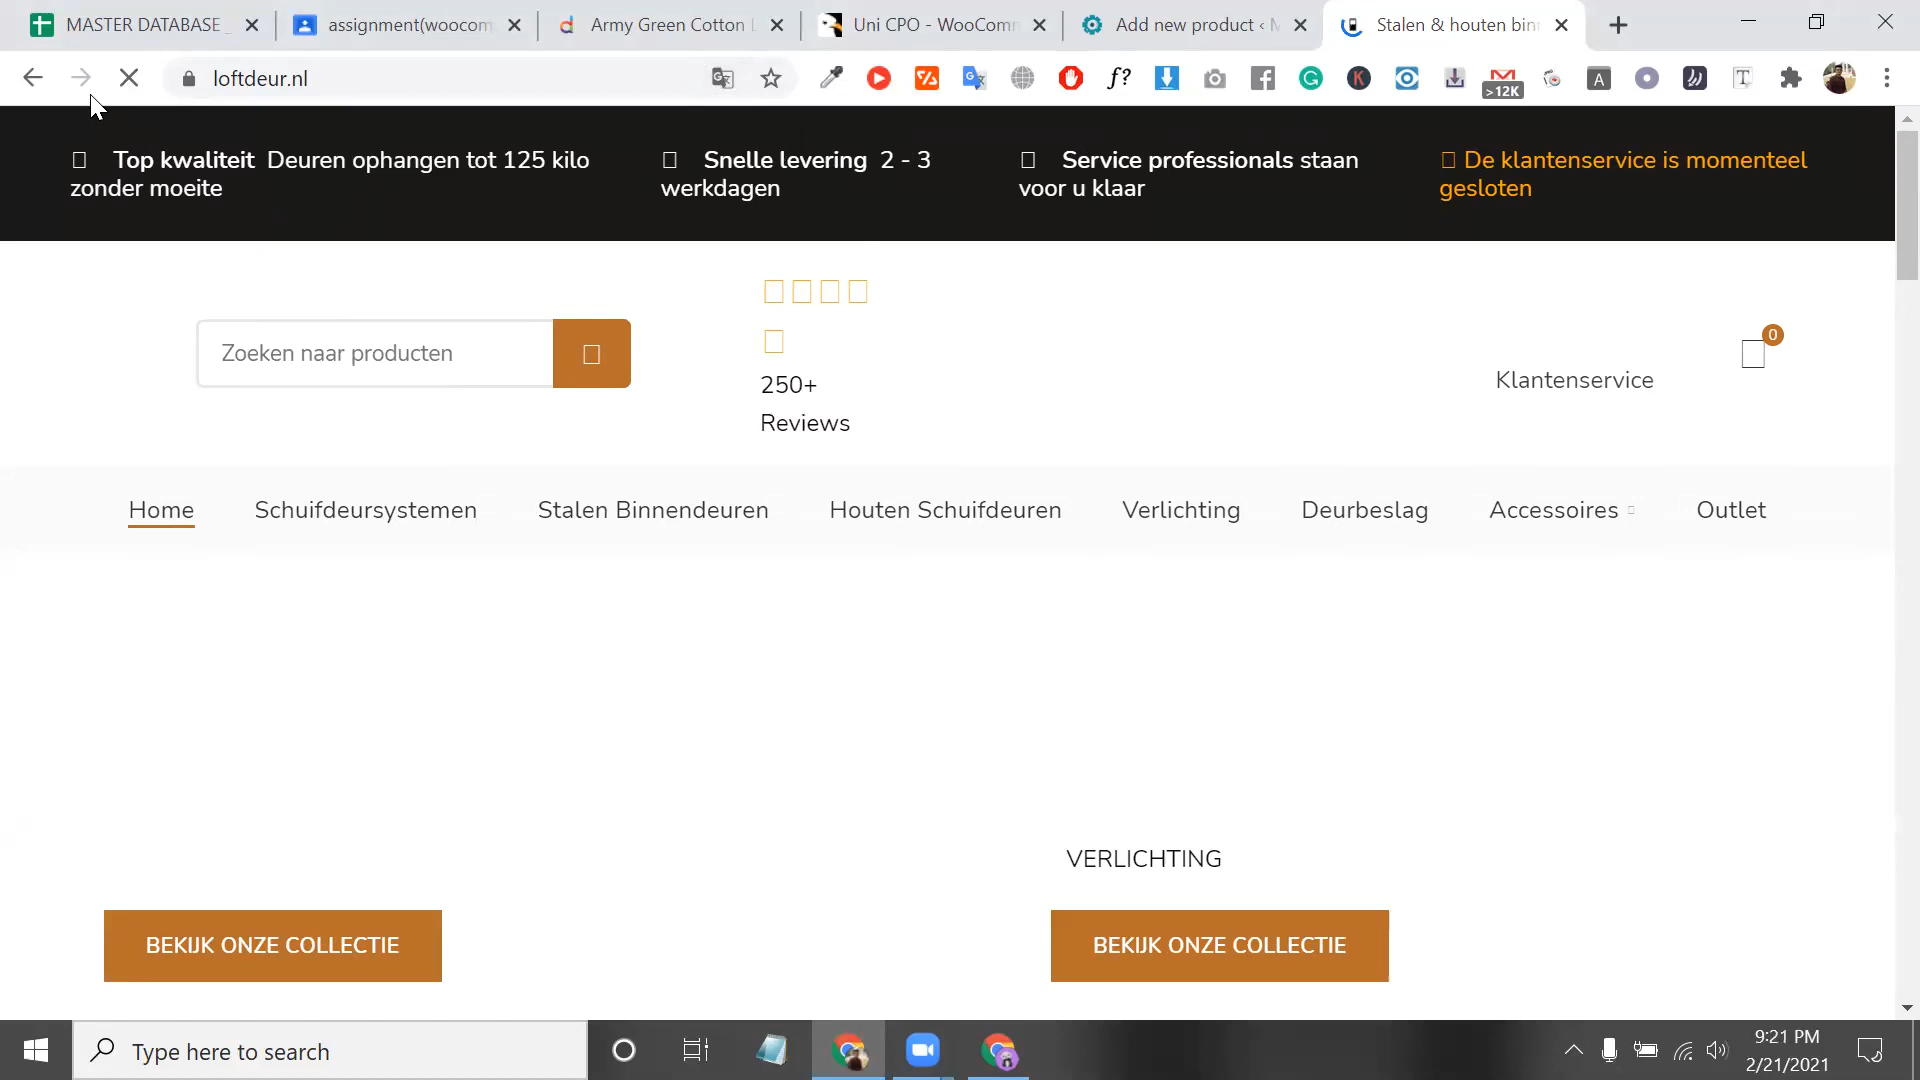 MASTER DATABASE
assignment(woocom
Army Green Cotton
Uni CPO - WooComm
Add new product ‹
Stalen & houten binn
loftdeur.nl
>12K
Top kwaliteit Deuren ophangen tot 125 kilo
zonder moeite
Snelle levering 2 - 3
werkdagen
Service professionals staan
voor u klaar
De klantenservice is momenteel
gesloten
Zoeken naar producten
250+
Reviews
Klantenservice
0
Home
Schuifdeursystemen
Stalen Binnendeuren
Houten Schuifdeuren
Verlichting
Deurbeslag
Accessoires
Outlet
VERLICHTING
BEKIJK ONZE COLLECTIE
BEKIJK ONZE COLLECTIE
Type here to search
9:21 PM
2/21/2021